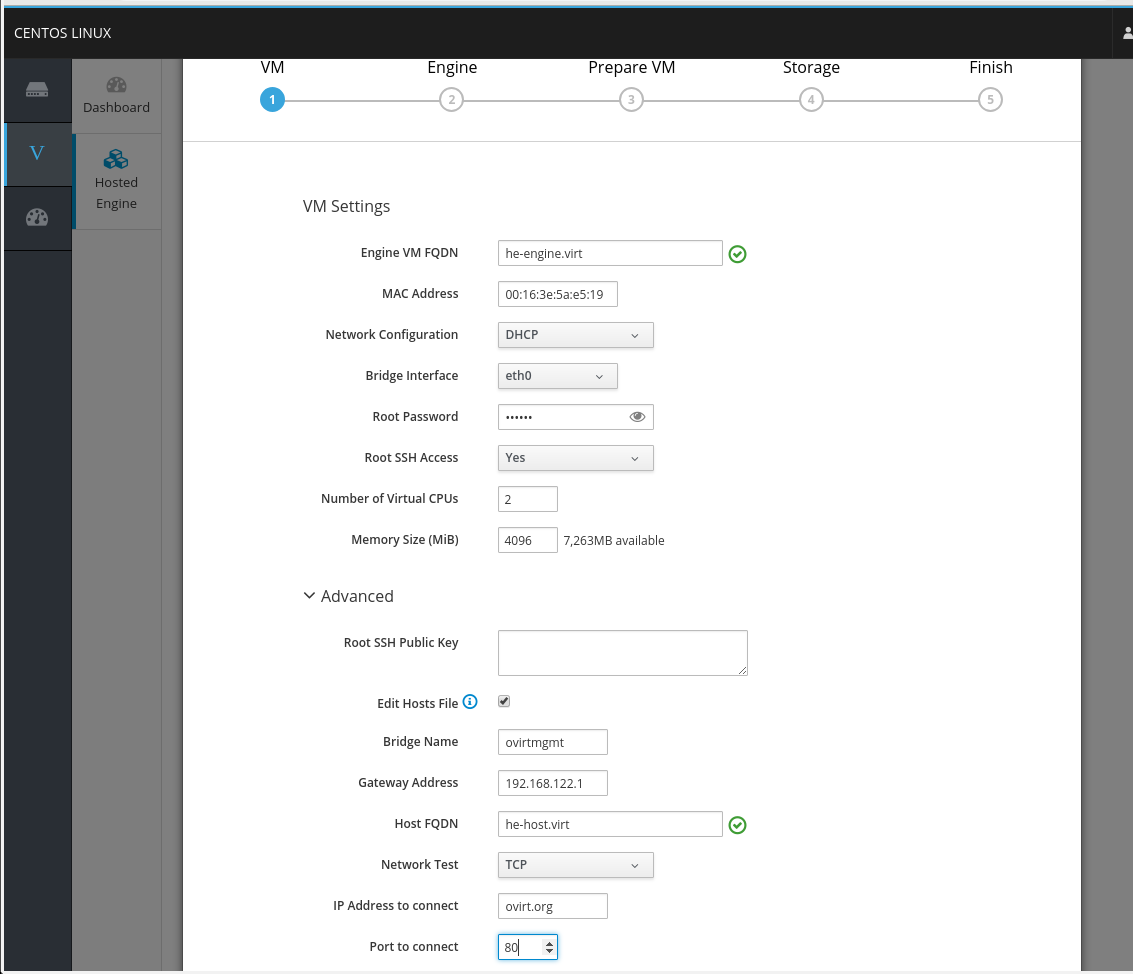 CENTOS LINUX
Dashboard
V
Hosted
Engine
VM Engine Prepare VM Storage Finish
1 2 3 4 5
VM Settings
Engine VM FQDN he-engine.virt
MAC Address 00:16:3e:5a:e5:19
Network Configuration DHCP
Bridge Interface eth0
Root Password ••••••
Root SSH Access Yes
Number of Virtual CPUs 2
Memory Size (MiB) 4096 7,263MB available
Advanced
Root SSH Public Key
Edit Hosts File
Bridge Name ovirtmgmt
Gateway Address 192.168.122.1
Host FQDN he-host.virt
Network Test TCP
IP Address to connect ovirt.org
Port to connect 80